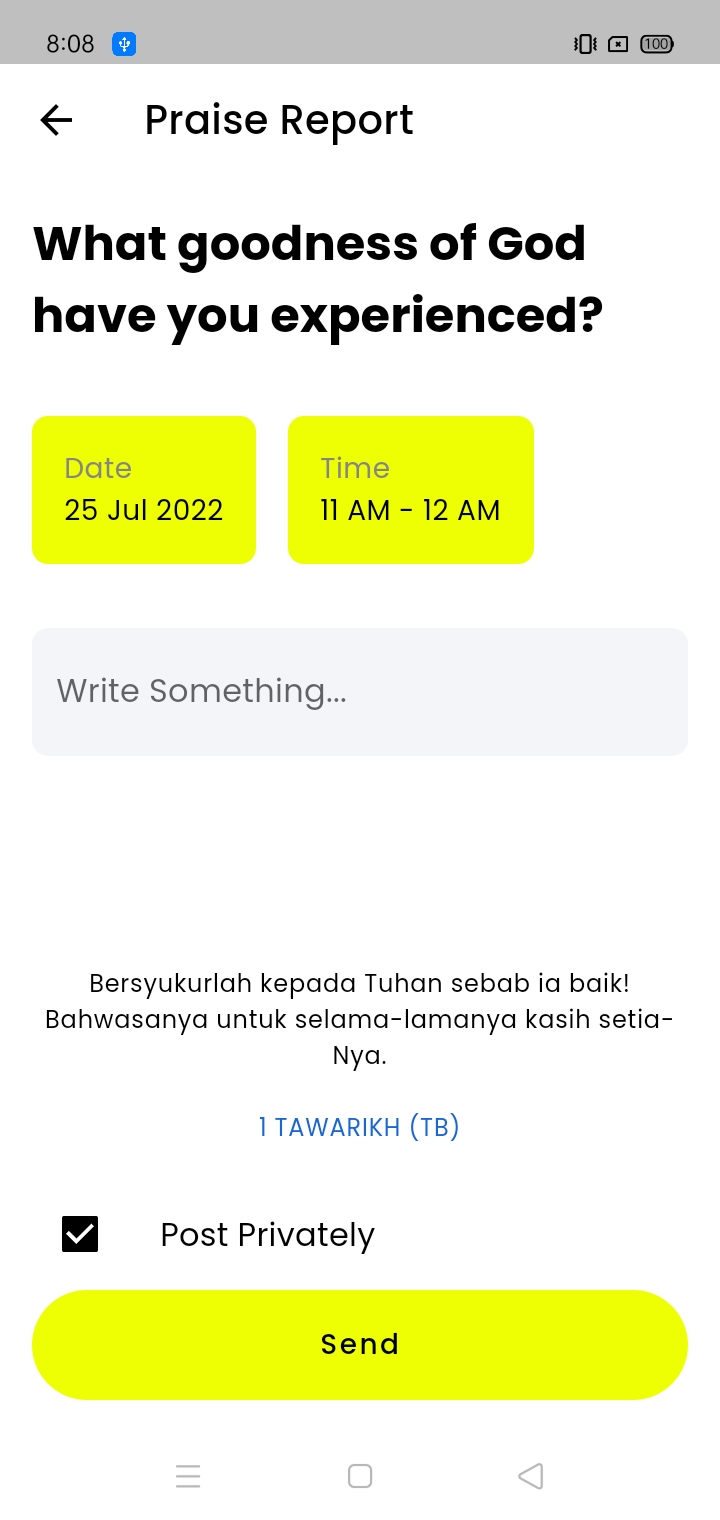 8:08
100
Praise Report
What goodness of God
have you experienced?
Date
25 Jul 2022
Time
11 AM - 12 AM
Write Something...
Bersyukurlah kepada Tuhan sebab ia baik!
Bahwasanya untuk selama-lamanya kasih setia-
Nya.
1 TAWARIKH (TB)
Post Privately
Send